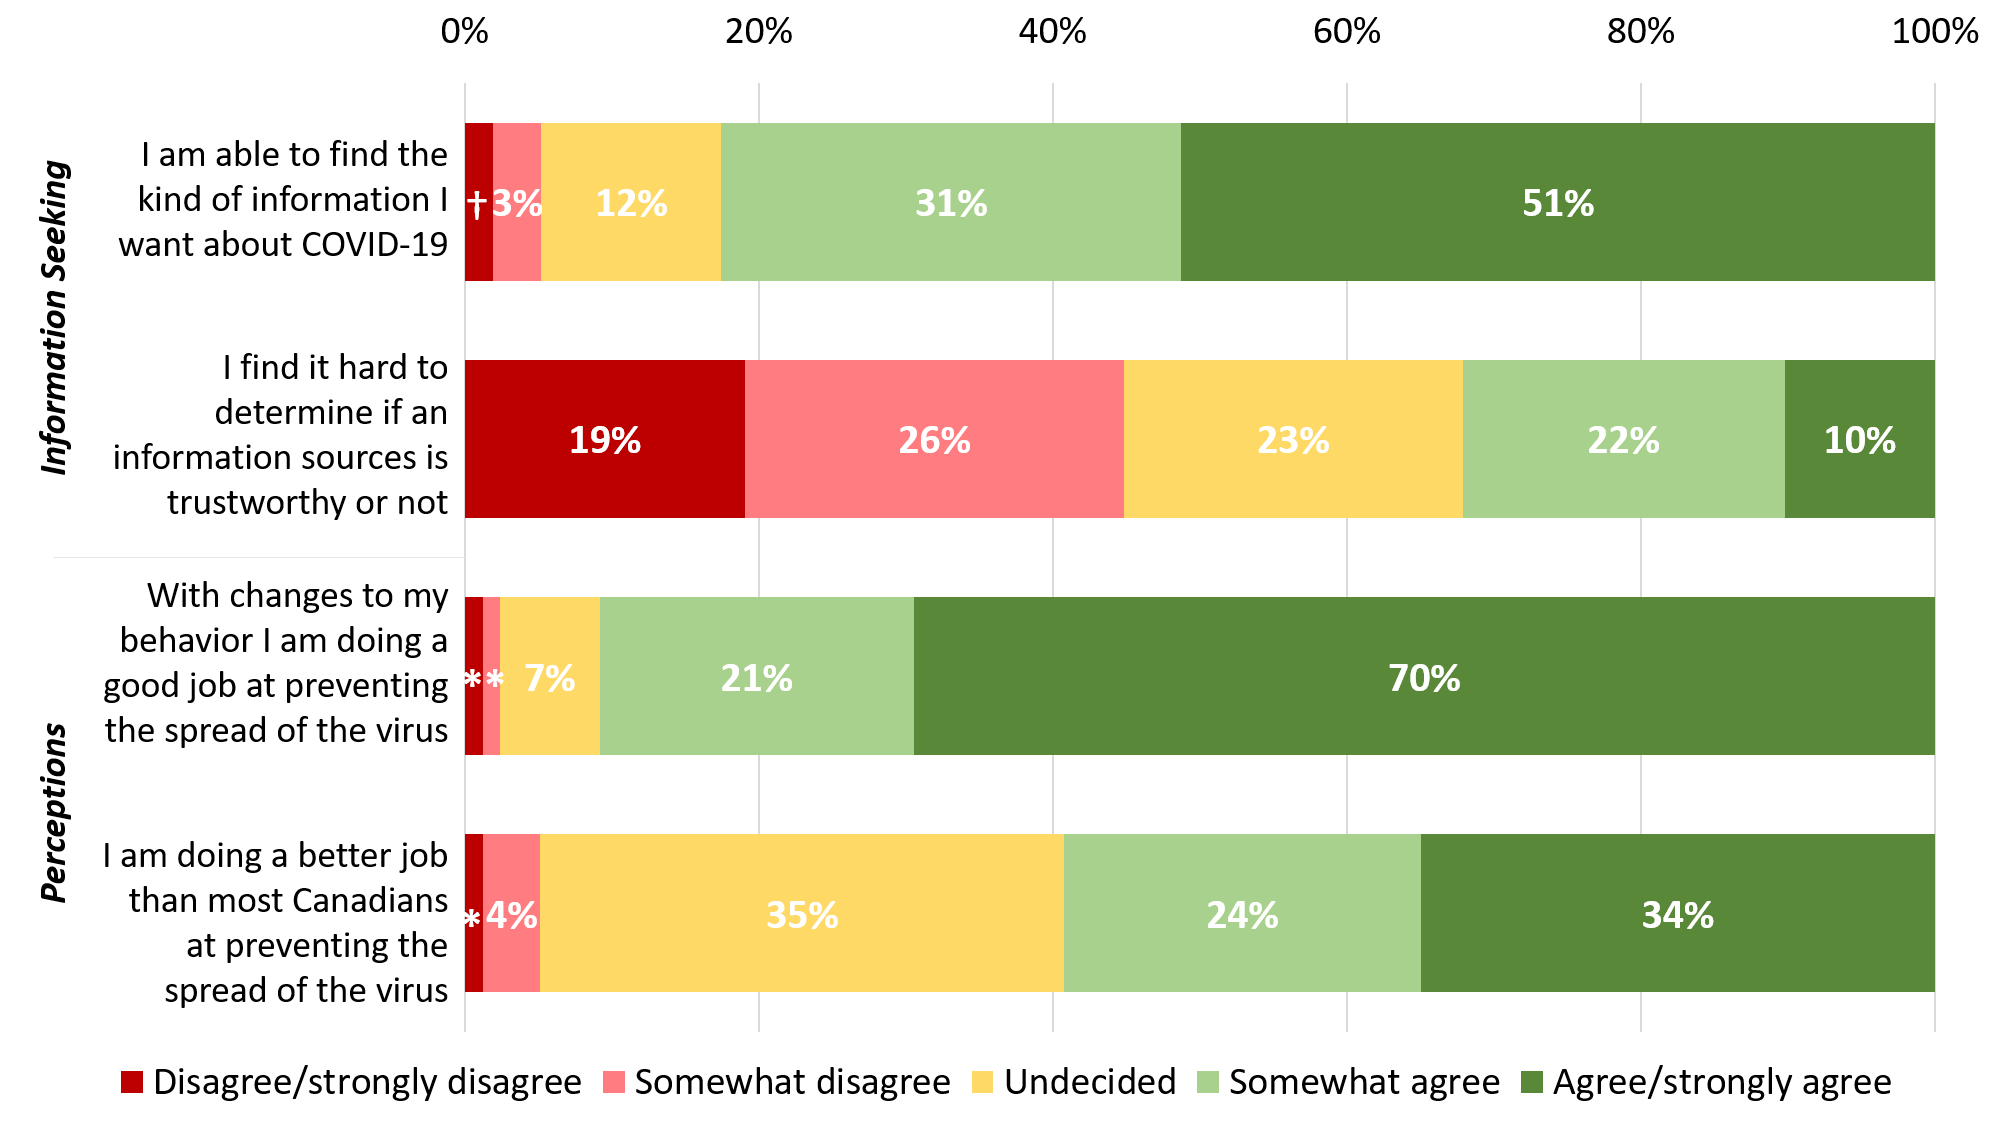 0% 20% 40% 60% 80% 100%
Information Seeking
I am able to find the
kind of information I
want about COVID-19
† 3% 12% 31% 51%
I find it hard to
determine if an
information sources is
trustworthy or not
19% 26% 23% 22% 10%
Perceptions
With changes to my
behavior I am doing a
good job at preventing
the spread of the virus
* * 7% 21% 70%
I am doing a better job
than most Canadians
at preventing the
spread of the virus
* 4% 35% 24% 34%
Disagree/strongly disagree Somewhat disagree Undecided Somewhat agree Agree/strongly agree